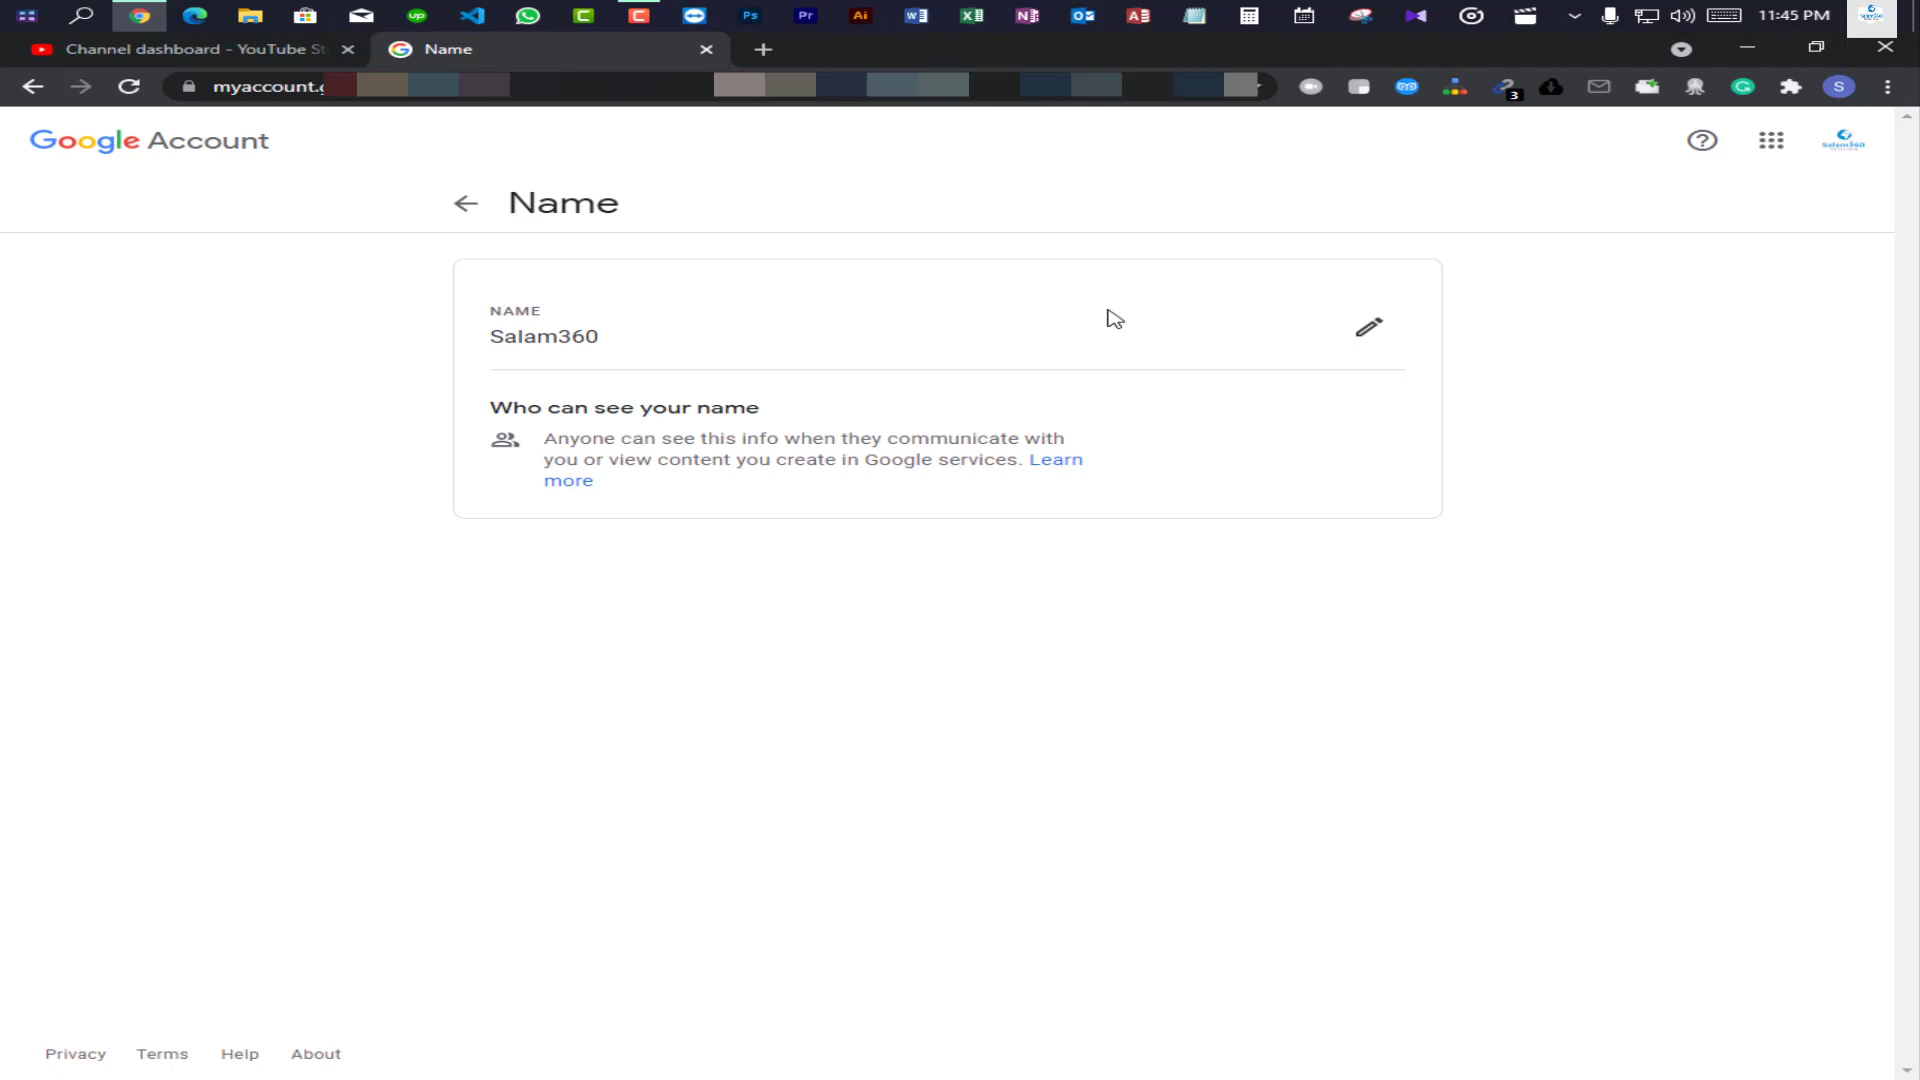 11:45 PM
Channel dashboard - YouTube St
Name
myaccount.g
3
S
Google Account
Salam360
Name
NAME
Salam360
Who can see your name
Anyone can see this info when they communicate with
you or view content you create in Google services. Learn
more
Privacy Terms Help About